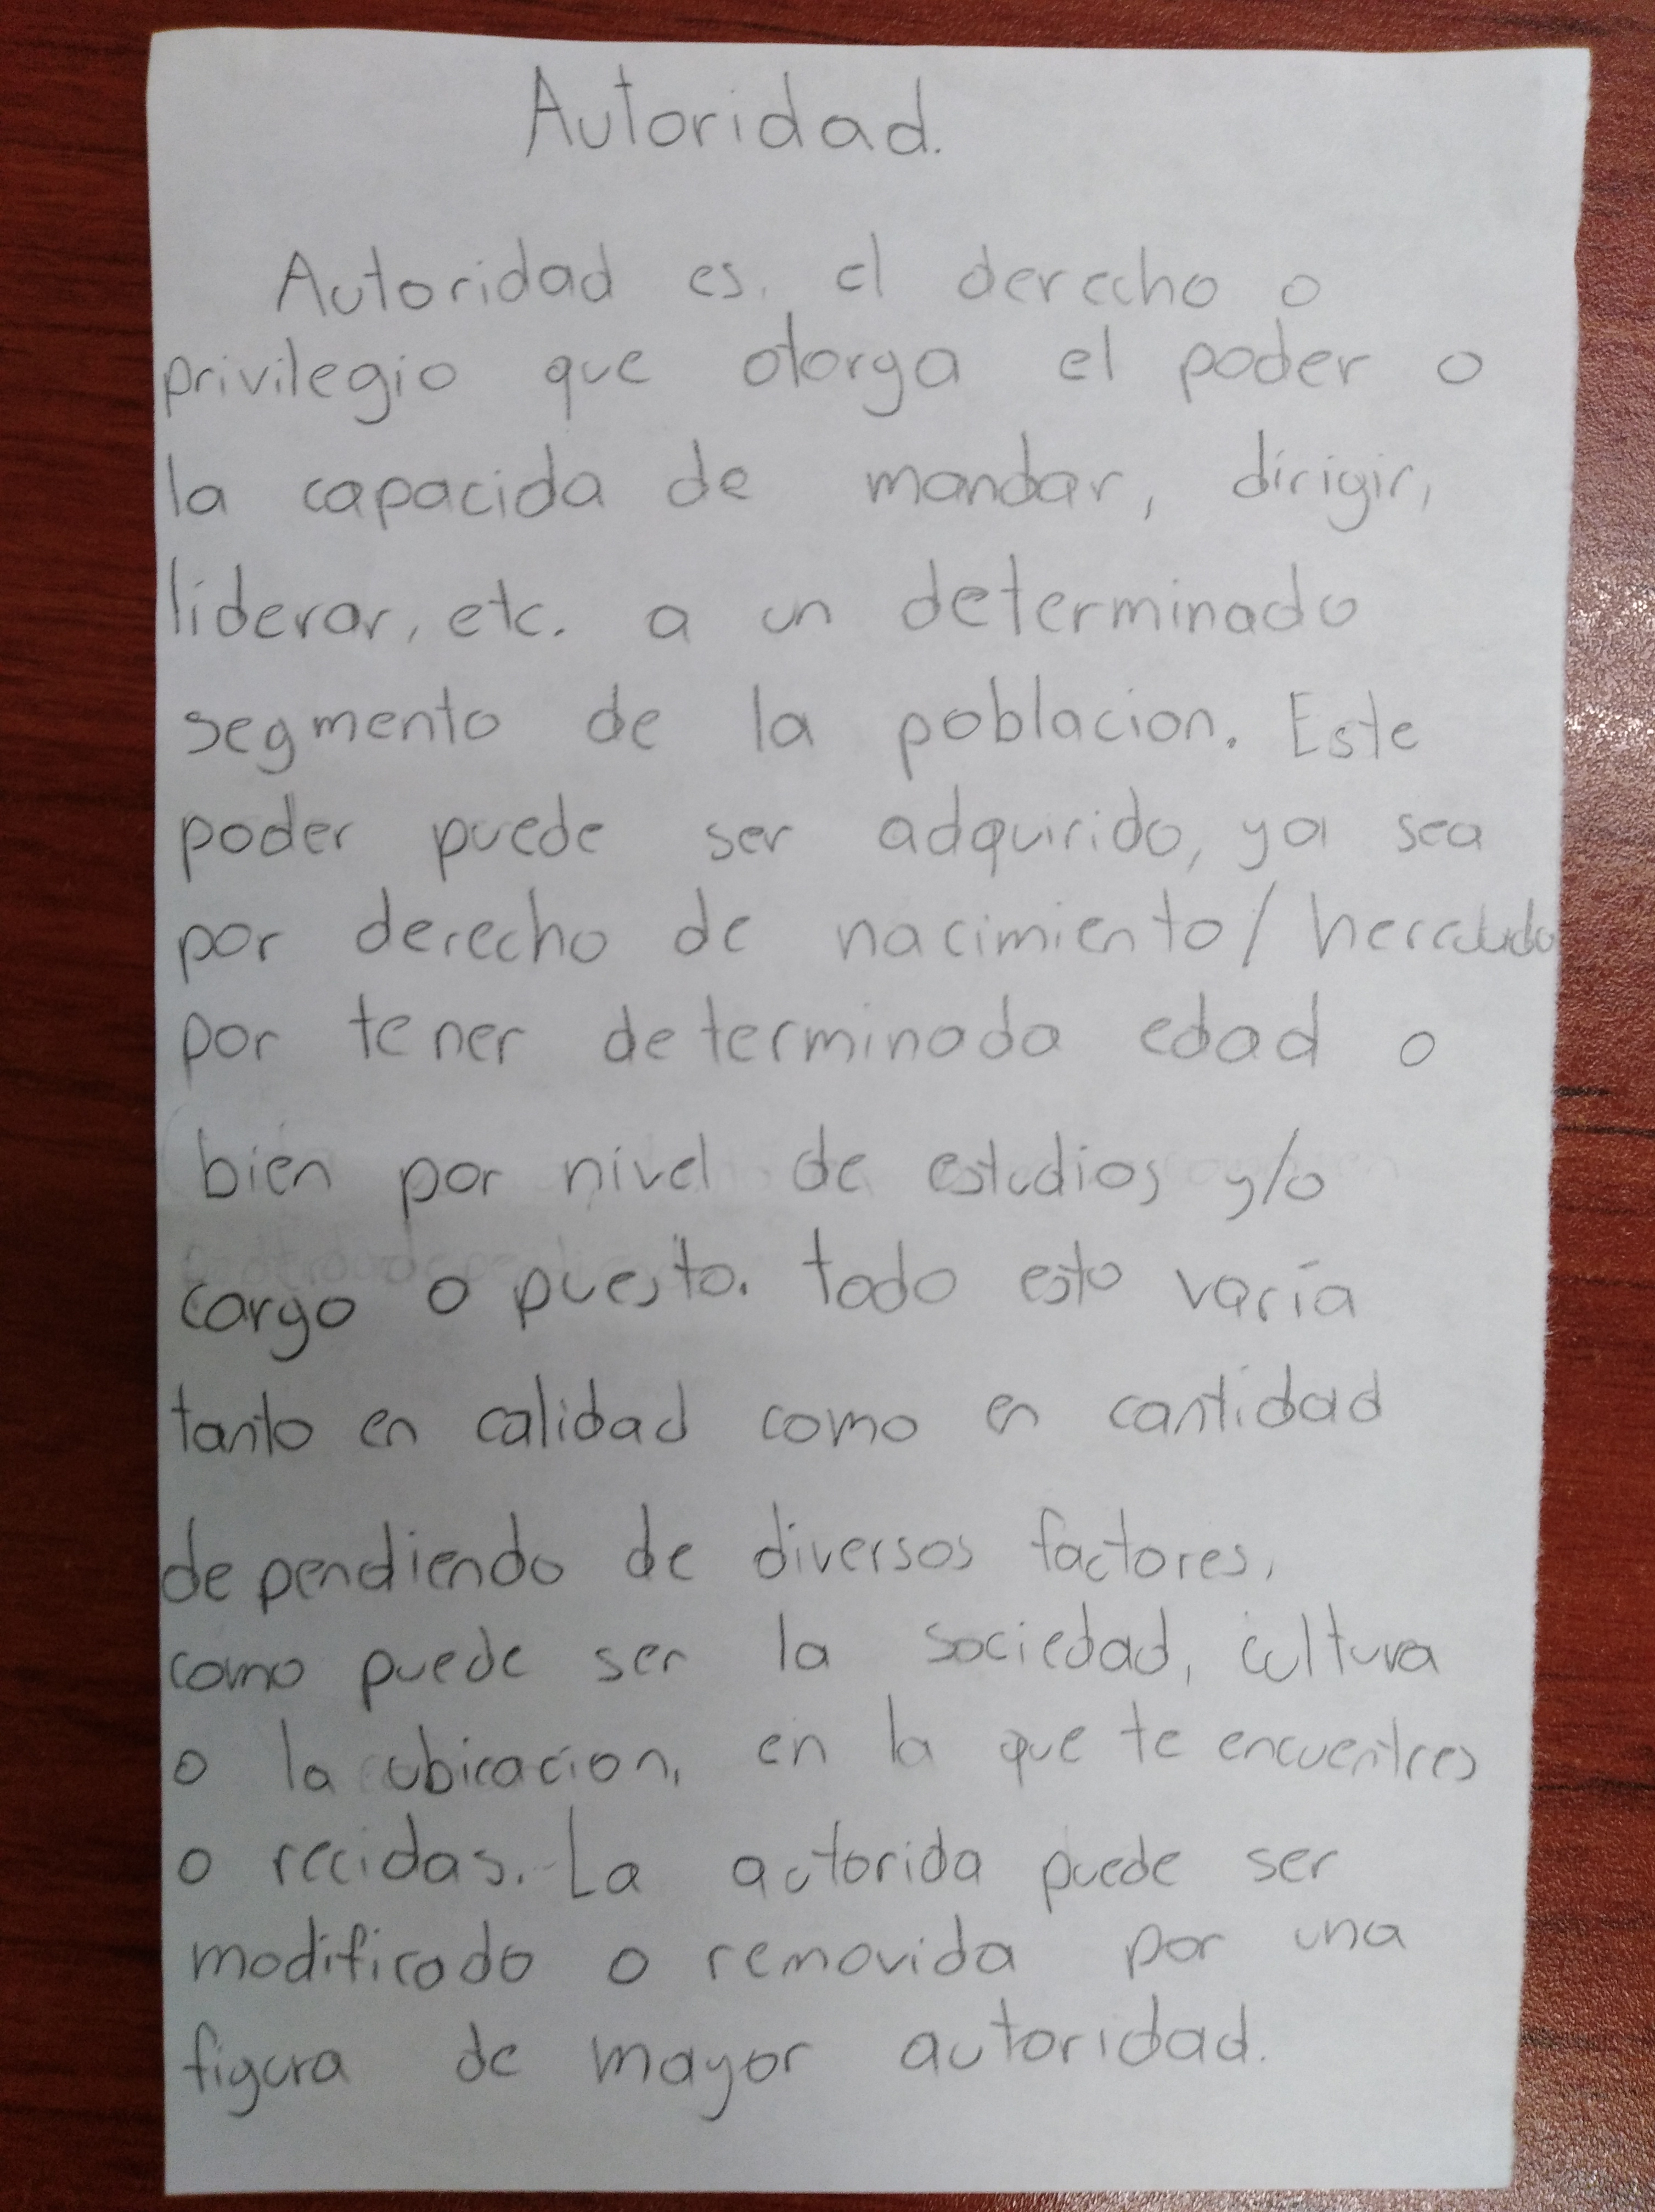 Autoridad.
Autoridad es, el derecho o
privilegio que otorga el poder o
la capacida de mandar, dirigir,
liderar, etc. a un determinado
segmento de la poblacion. Este
poder puede ser adquirido, ya sea
por derecho de nacimiento/
por tener determinada edad o
bien por nivel de estudios y/o
cargo o puesto. todo esto varía
tanto en calidad como en cantidad
dependiendo de diversos factores,
como puede ser la sociedad, cultura
o la ubicacion, en la que te encuentres
o recidas. La autorida puede ser
modificado o removida por una
figura de mayor autoridad.